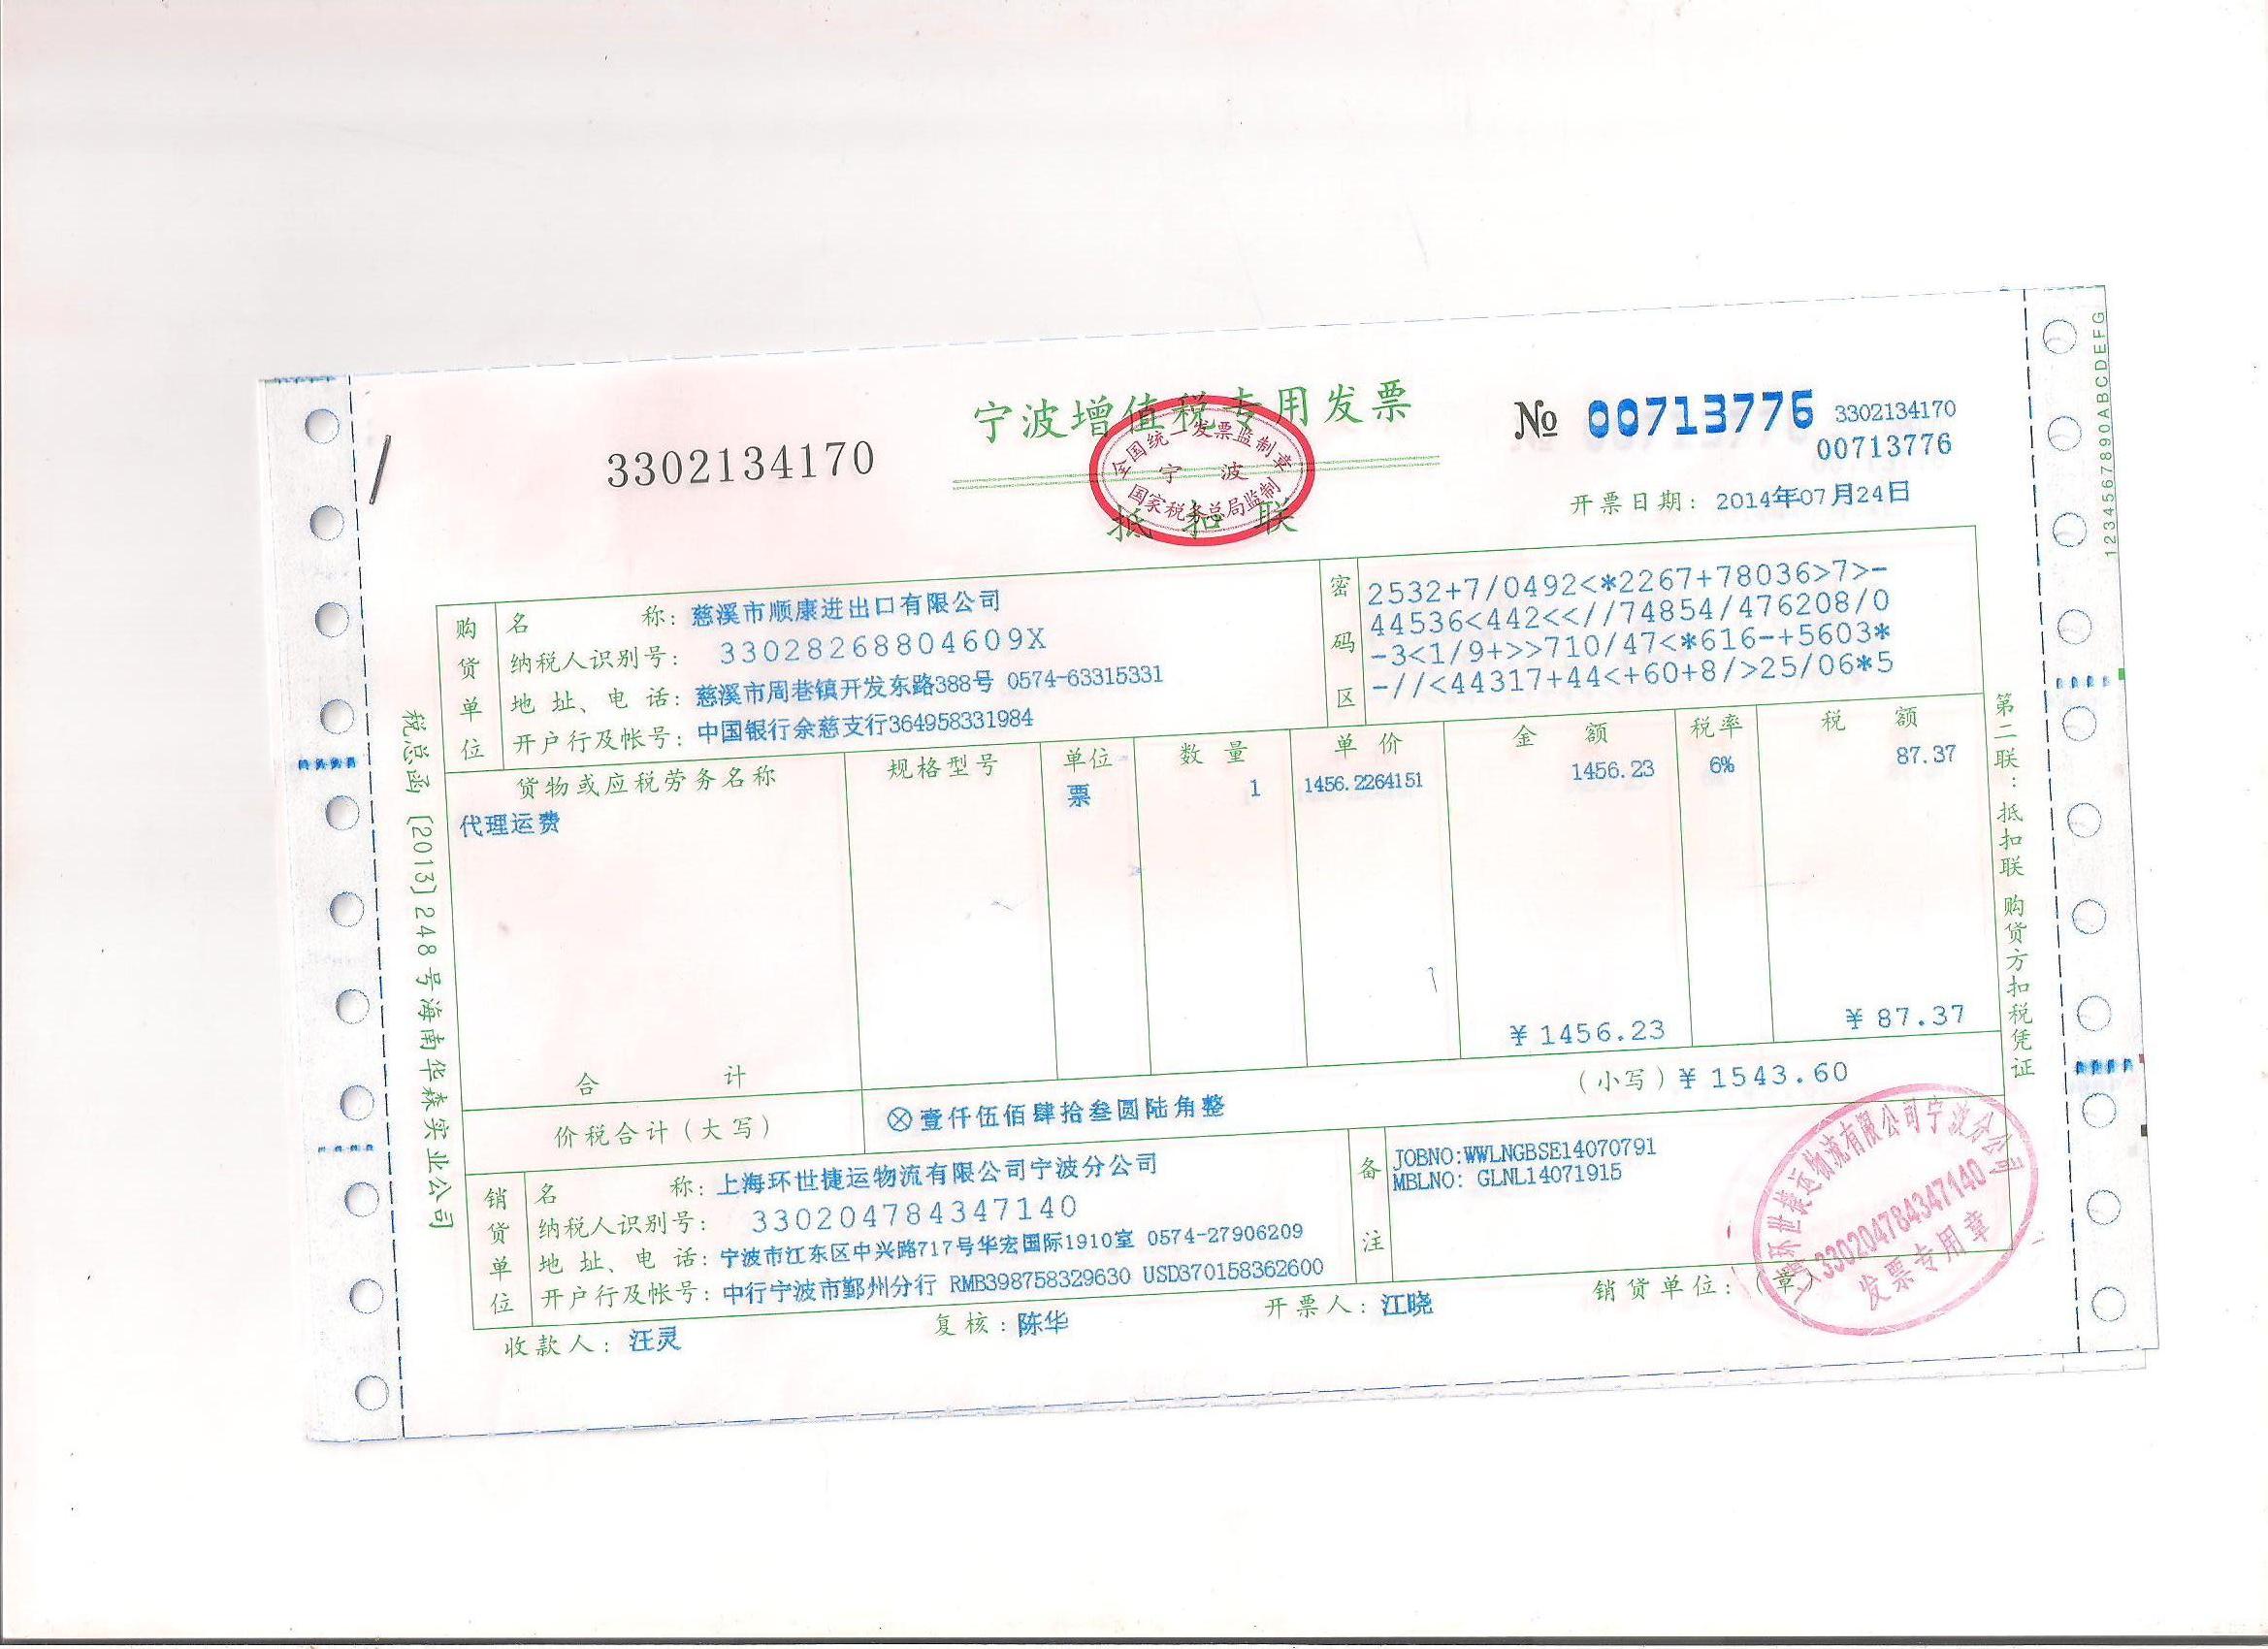 宁波增值税专用发票
抵扣联
全国统一发票监制章
宁波
国家税务总局监制
3302134170
№ 00713776
3302134170
00713776
开票日期: 2014年07月24日
购货单位
名称: 慈溪市顺康进出口有限公司
纳税人识别号: 33028268804609X
地址、电话: 慈溪市周巷镇开发东路388号 0574-63315331
开户行及帐号: 中国银行余慈支行364958331984
密码区
2532+7/0492<*2267+78036>7>-
44536<442<<//74854/476208/0
-3<1/9+>>710/47<*616-+5603*
-//<44317+44<+60+8/>25/06*5
货物或应税劳务名称 规格型号 单位 数量 单价 金额 税率 税额
代理运费 票 1 1456.2264151 1456.23 6% 87.37
合计 ¥1456.23 ¥87.37
价税合计(大写) ⊗壹仟伍佰肆拾叁圆陆角整 (小写)¥1543.60
销货单位
名称: 上海环世捷运物流有限公司宁波分公司
纳税人识别号: 330204784347140
地址、电话: 宁波市江东区中兴路717号华宏国际1910室 0574-27906209
开户行及帐号: 中行宁波市鄞州分行 RMB398758329630 USD370158362600
备注
JOBNO:WWLNGBSE14070791
MBLNO: GLNL14071915
收款人: 汪灵 复核: 陈华 开票人: 江晓 销货单位:(章)
上海环世捷运物流有限公司宁波分公司
330204784347140
发票专用章
税总函[2013]248号海南华森实业公司
第二联:抵扣联 购货方扣税凭证
1234567890ABCDEFG